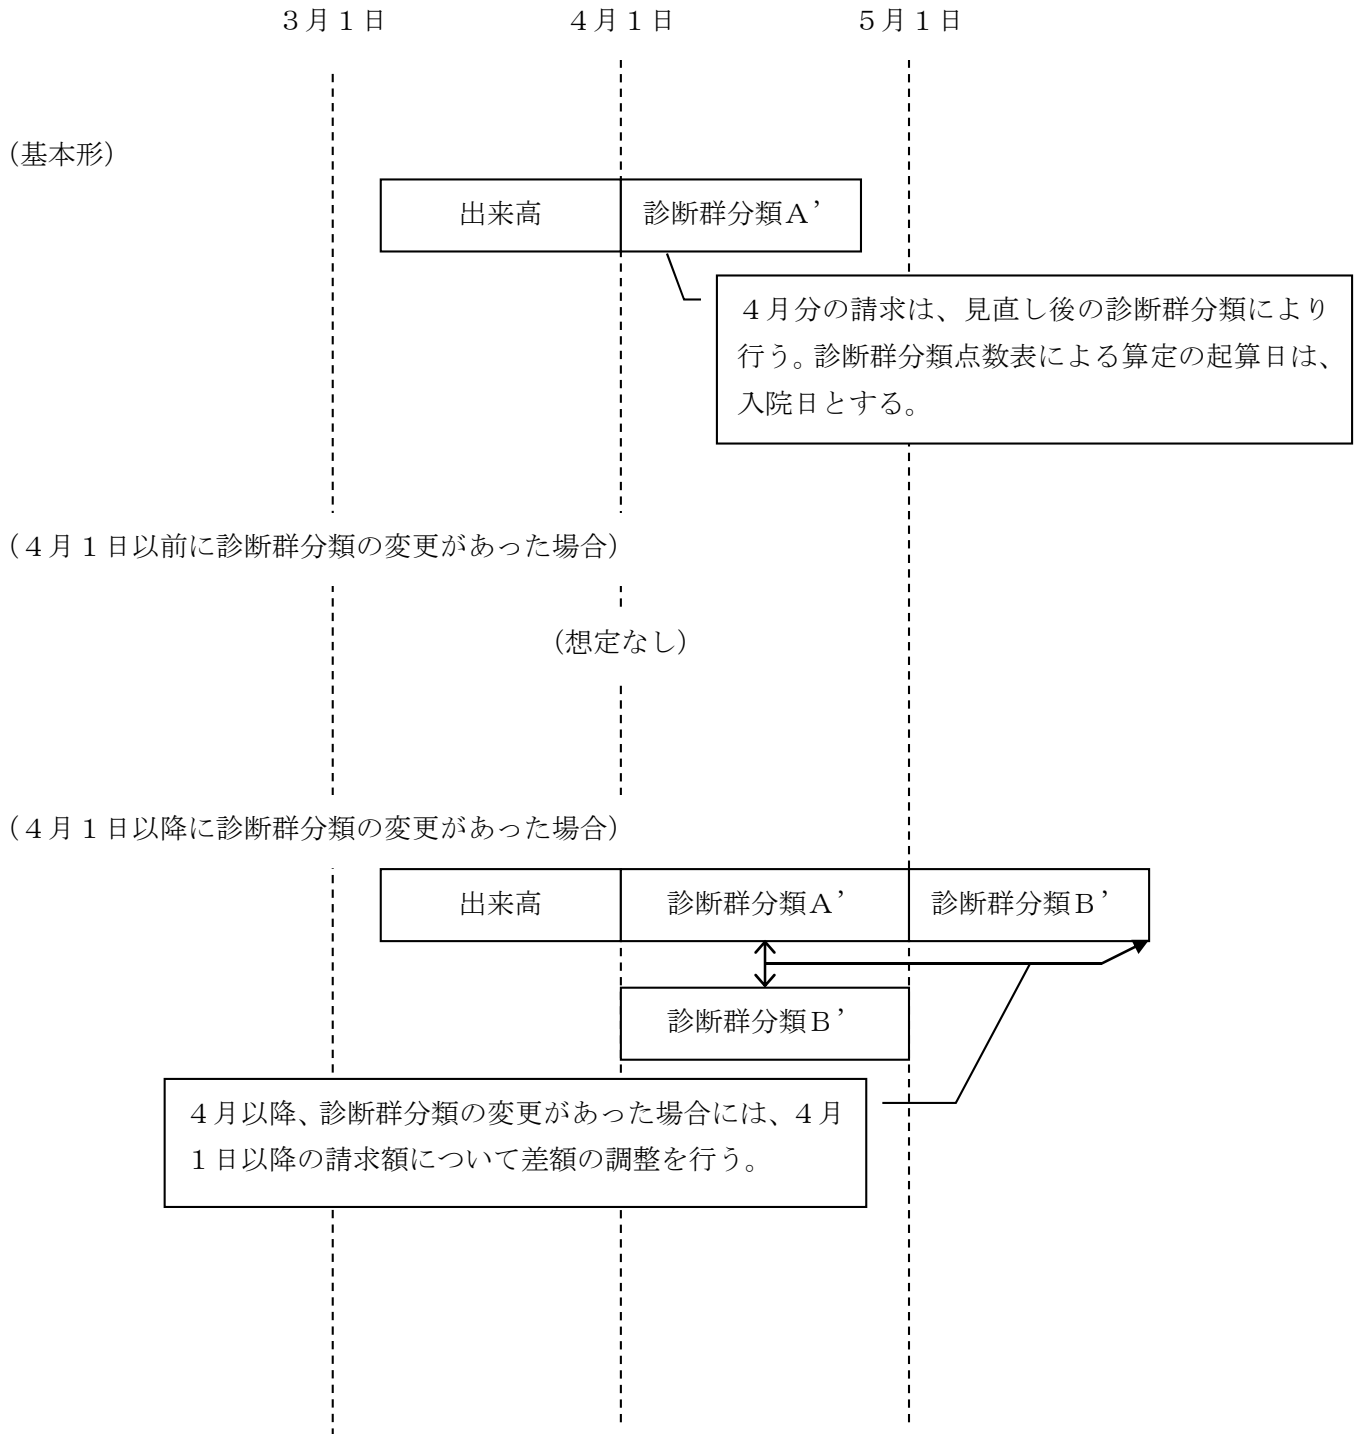 ３月１日　４月１日　５月１日
（基本形）
出来高　診断群分類Ａ’
４月分の請求は、見直し後の診断群分類により
行う。診断群分類点数表による算定の起算日は、
入院日とする。
（４月１日以前に診断群分類の変更があった場合）
（想定なし）
（４月１日以降に診断群分類の変更があった場合）
出来高　診断群分類Ａ’　診断群分類Ｂ’
診断群分類Ｂ’
４月以降、診断群分類の変更があった場合には、４月
１日以降の請求額について差額の調整を行う。